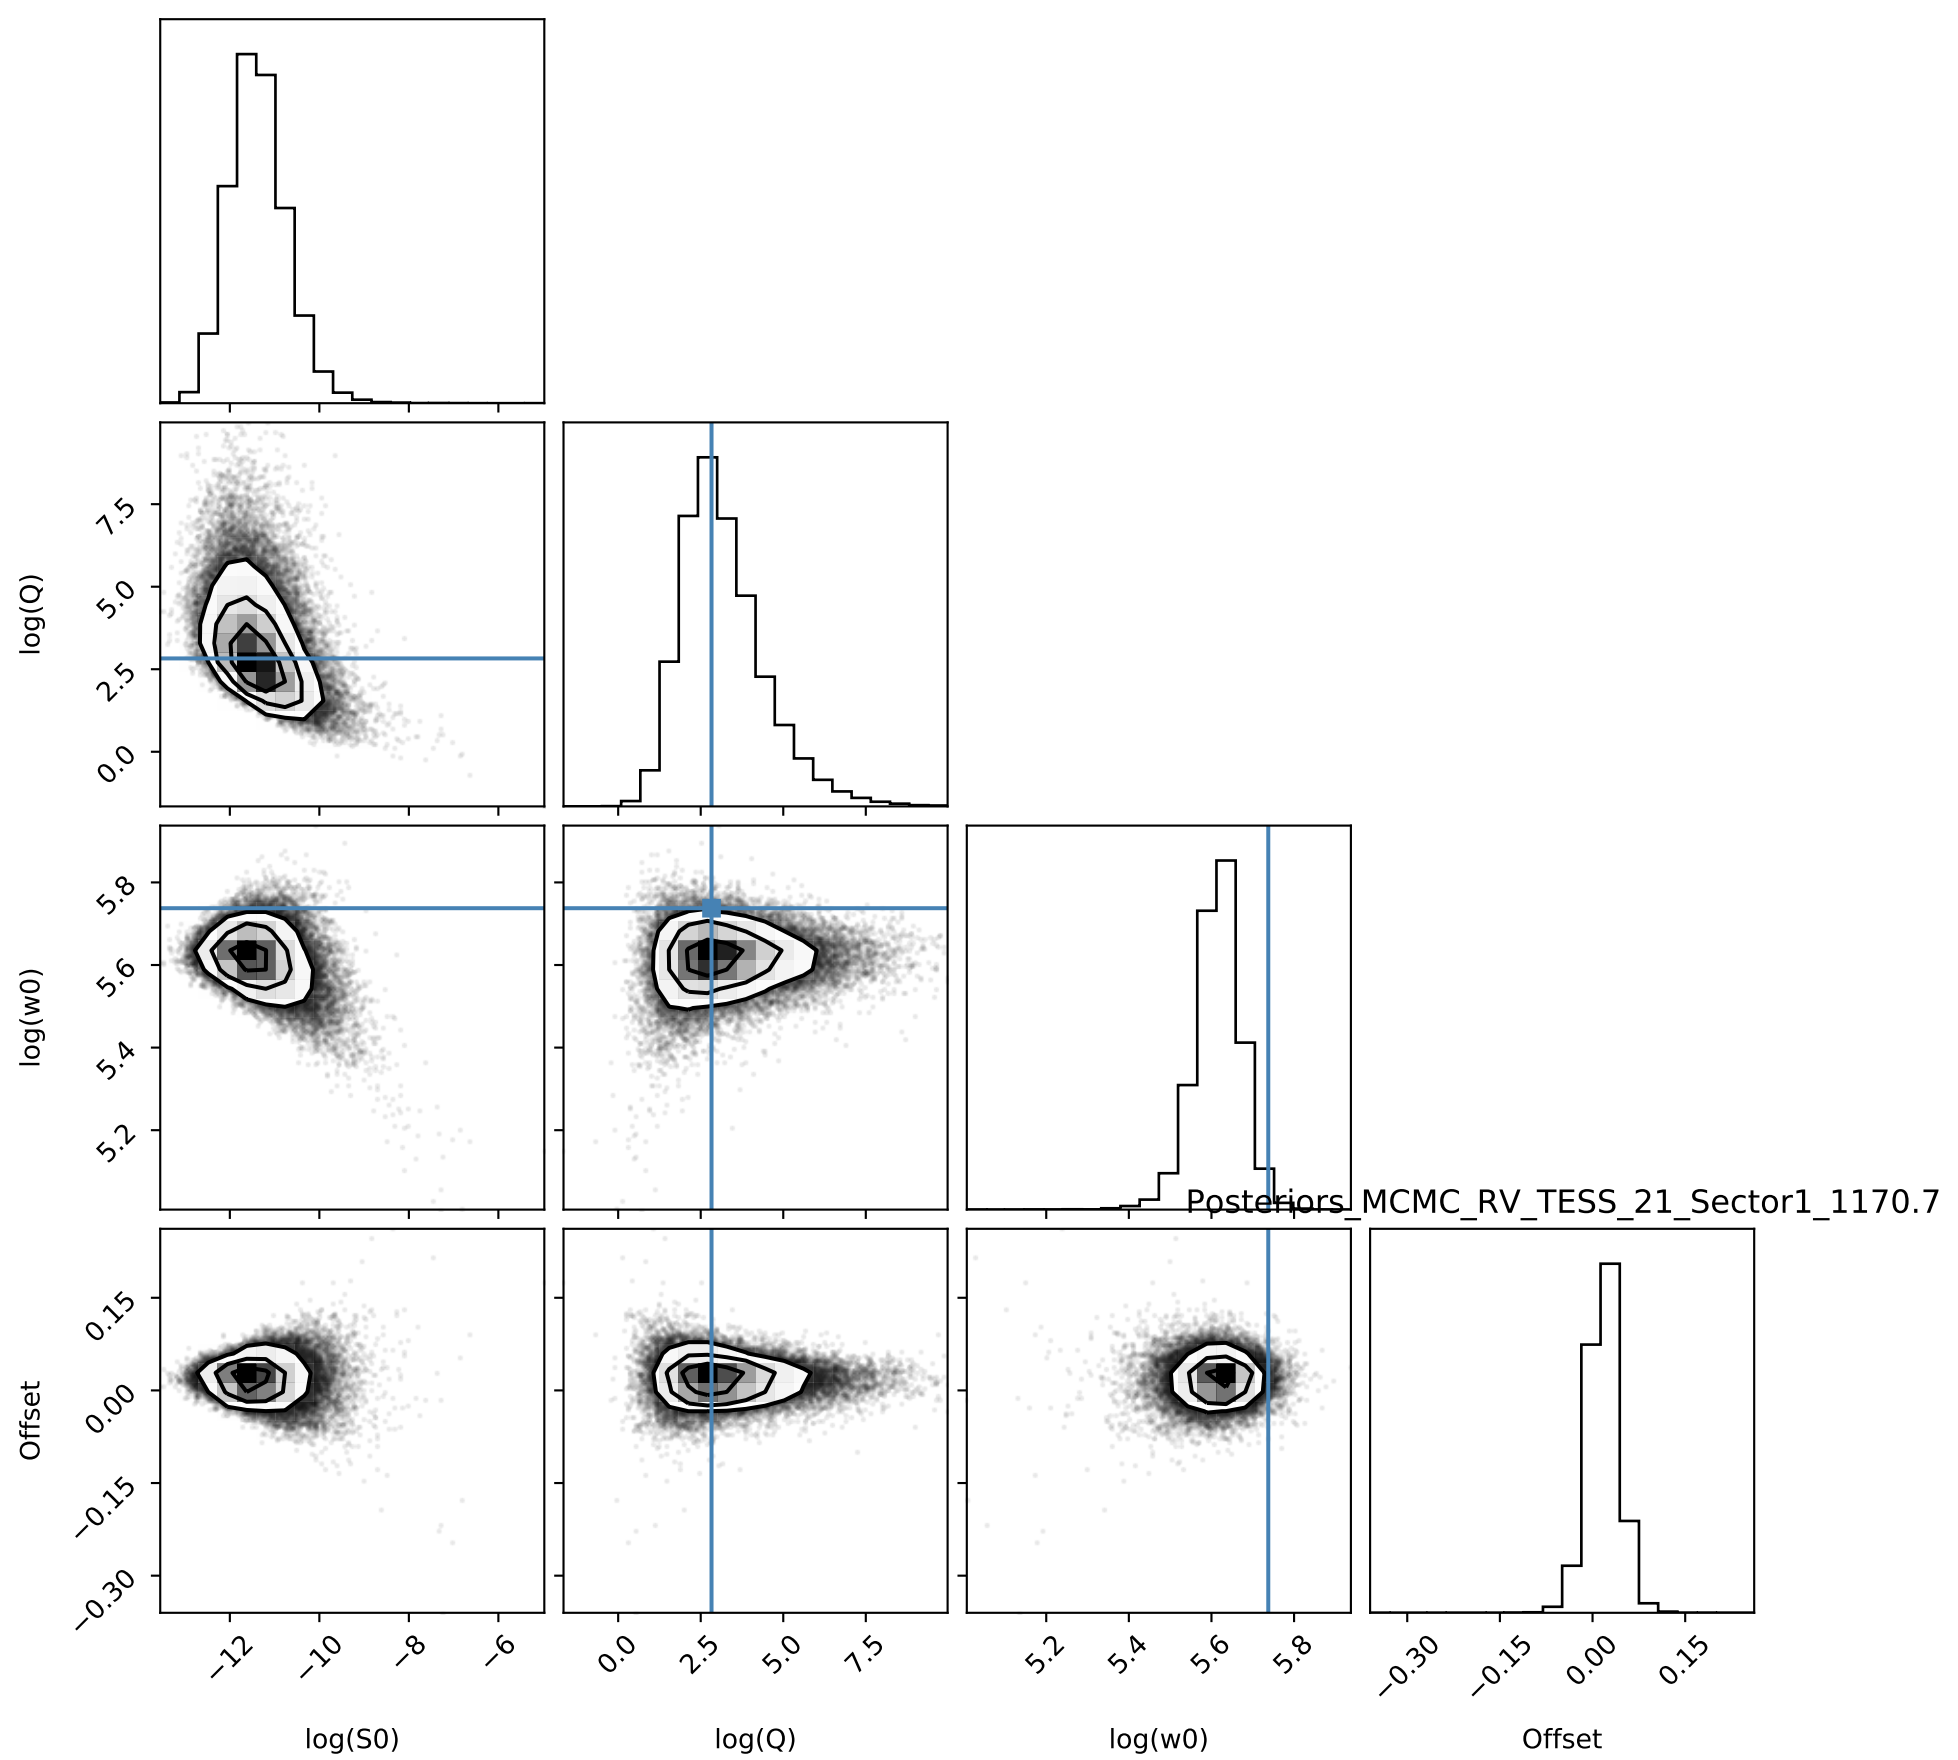 7.5
5.0
2.5
0.0
log(Q)
5.8
5.6
5.4
5.2
log(w0)
Posteriors_MCMC_RV_TESS_21_Sector1_1170.7
0.15
0.00
−0.15
−0.30
Offset
−12 −10 −8 −6
0.0 2.5 5.0 7.5
5.2 5.4 5.6 5.8
−0.30 −0.15 0.00 0.15
log(S0) log(Q) log(w0) Offset